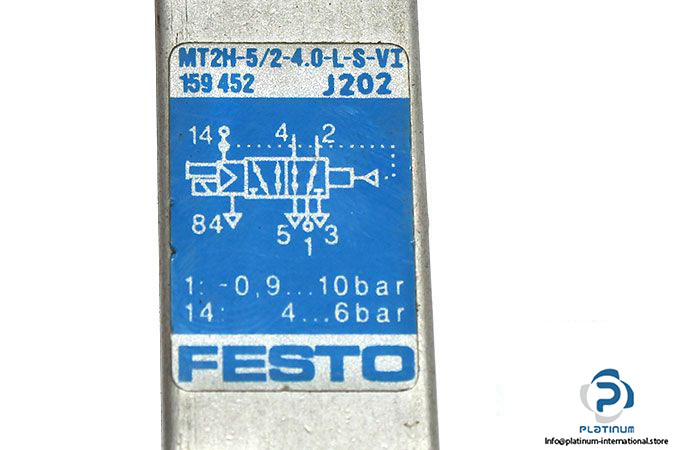 MT2H-5/2-4.0-L-S-VI
159 452 J202
14 4 2
84 5 1 3
1: -0,9...10bar
14: 4...6bar
FESTO
PLATINUM
Info@platinum-international.store